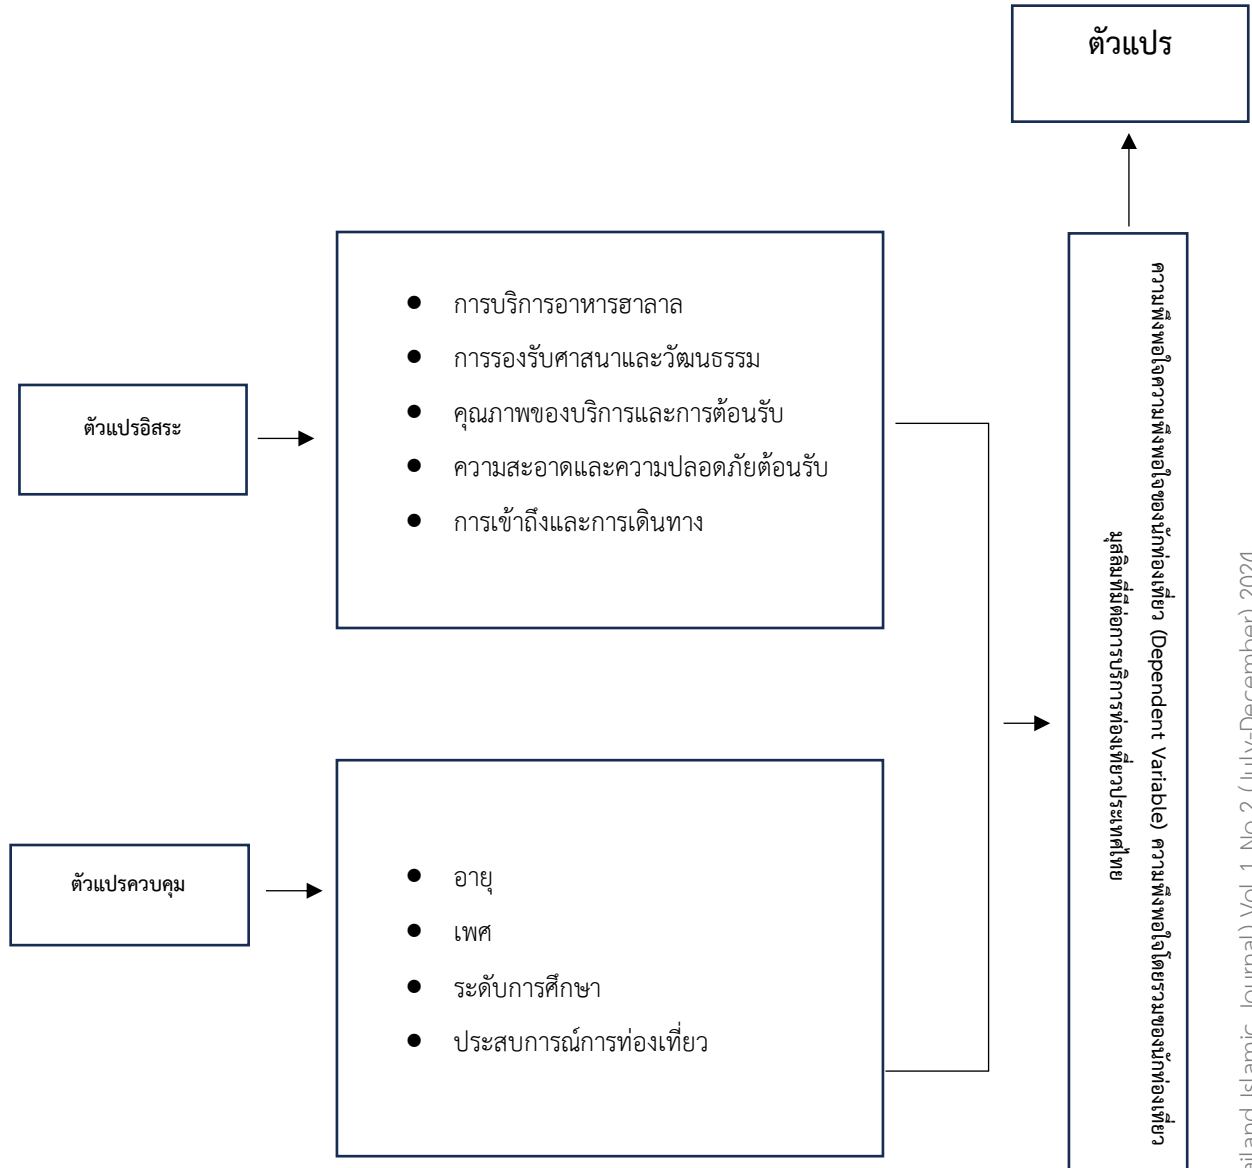 ตัวแปร
ตัวแปรอิสระ
● การบริการอาหารฮาลาล
● การรองรับศาสนาและวัฒนธรรม
● คุณภาพของบริการและการต้อนรับ
● ความสะอาดและความปลอดภัยต้อนรับ
● การเข้าถึงและการเดินทาง
ตัวแปรควบคุม
● อายุ
● เพศ
● ระดับการศึกษา
● ประสบการณ์การท่องเที่ยว
ความพึงพอใจความพึงพอใจของนักท่องเที่ยว (Dependent Variable) ความพึงพอใจโดยรวมของนักท่องเที่ยว
มุสลิมที่มีต่อการบริการท่องเที่ยวประเทศไทย
Islamic Journal) Vol. 1 No.2 (July-December) 2024